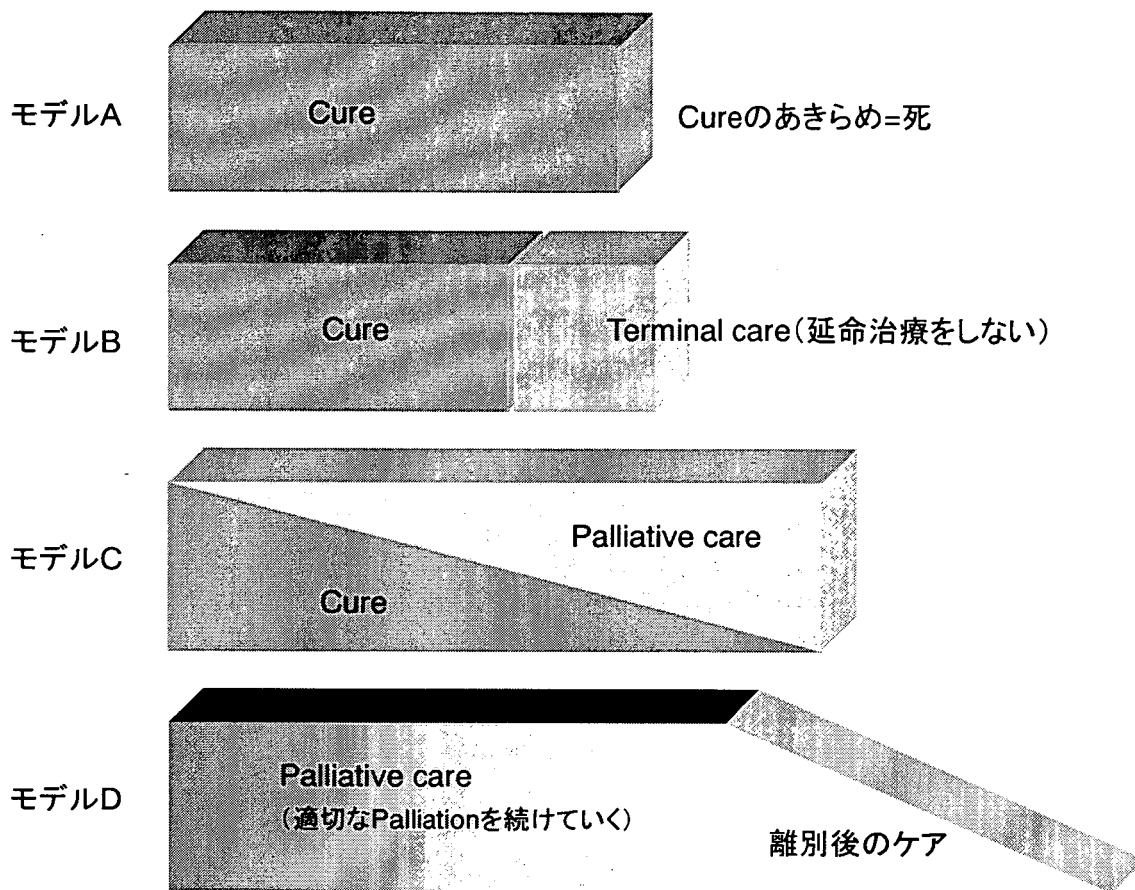 モデルA
Cure
Cureのあきらめ=死
モデルB
Cure
Terminal care(延命治療をしない)
モデルC
Palliative care
Cure
モデルD
Palliative care
(適切なPalliationを続けていく)
離別後のケア